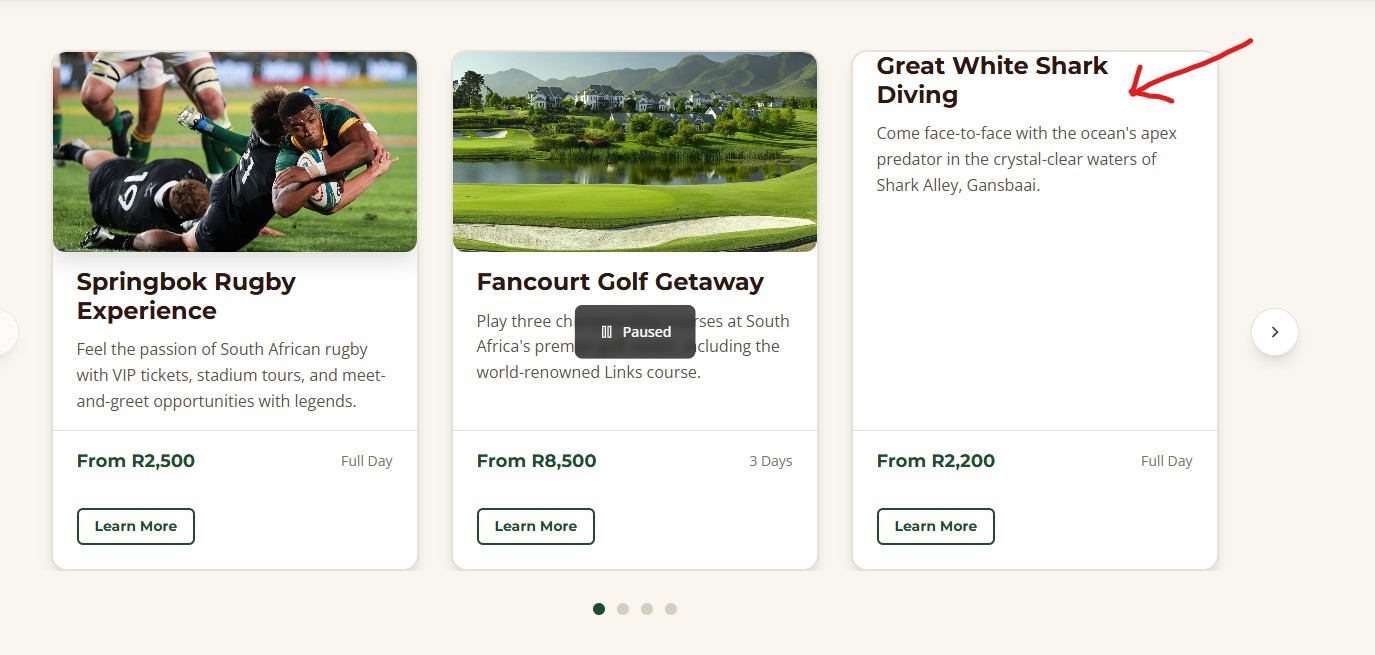 Springbok Rugby
Experience
Feel the passion of South African rugby
with VIP tickets, stadium tours, and meet-
and-greet opportunities with legends.
From R2,500
Full Day
Learn More
Fancourt Golf Getaway
Play three ch rses at South
Africa's prem cluding the
world-renowned Links course.
Paused
From R8,500
3 Days
Learn More
Great White Shark
Diving
Come face-to-face with the ocean's apex
predator in the crystal-clear waters of
Shark Alley, Gansbaai.
From R2,200
Full Day
Learn More